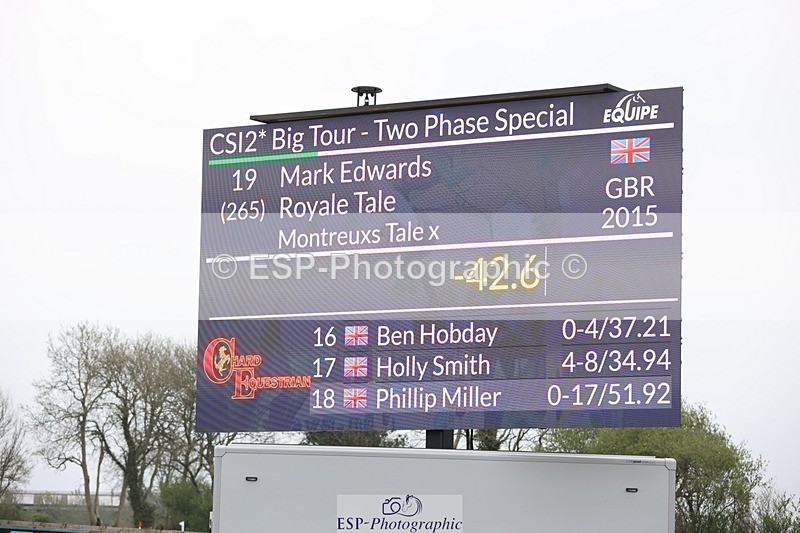 CSI2* Big Tour - Two Phase Special
EQUIPE
19 Mark Edwards
(265) Royale Tale GBR
Montreuxs Tale x 2015
© ESP-Photographic ©
-42.6
16 Ben Hobday 0-4/37.21
17 Holly Smith 4-8/34.94
18 Phillip Miller 0-17/51.92
CHARD
EQUESTRIAN
ESP-Photographic